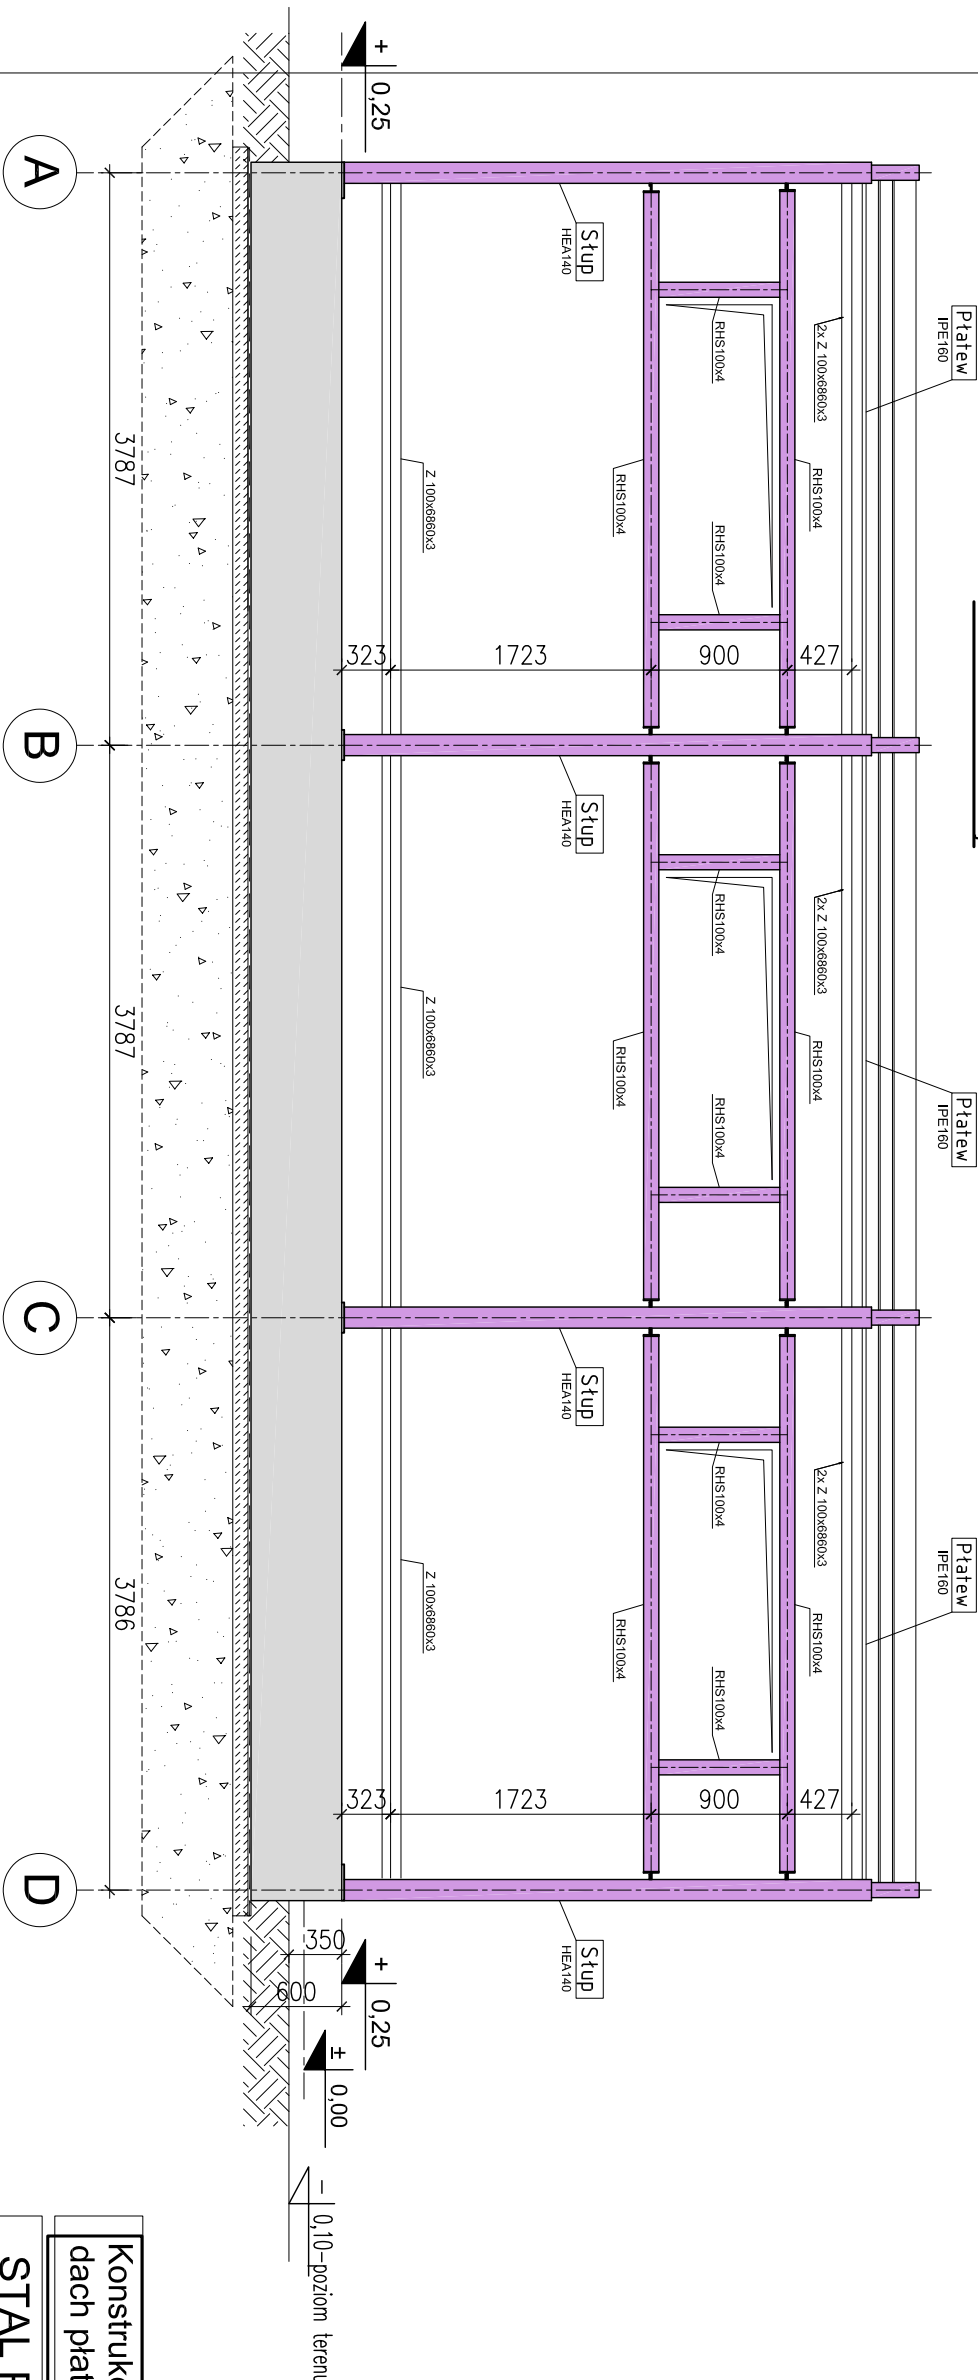 +
0,25
Płatew
IPE160
Płatew
IPE160
Płatew
IPE160
2x Z 100x6860x3
2x Z 100x6860x3
2x Z 100x6860x3
RHS100x4
RHS100x4
RHS100x4
427
427
RHS100x4
RHS100x4
RHS100x4
RHS100x4
RHS100x4
RHS100x4
900
900
RHS100x4
RHS100x4
RHS100x4
Słup
HEA140
Słup
HEA140
Słup
HEA140
Słup
HEA140
1723
1723
Z 100x6860x3
Z 100x6860x3
Z 100x6860x3
323
323
+
0,25
±
0,00
-
0,10-poziom terenu
350
600
3787
3787
3786
A
B
C
D
dach
STAL